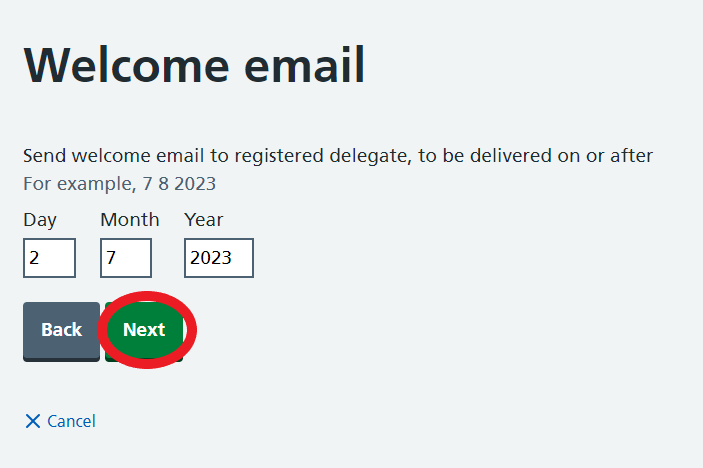 Welcome email
Send welcome email to registered delegate, to be delivered on or after
For example, 7 8 2023
Day Month Year
2 7 2023
Back Next
Cancel